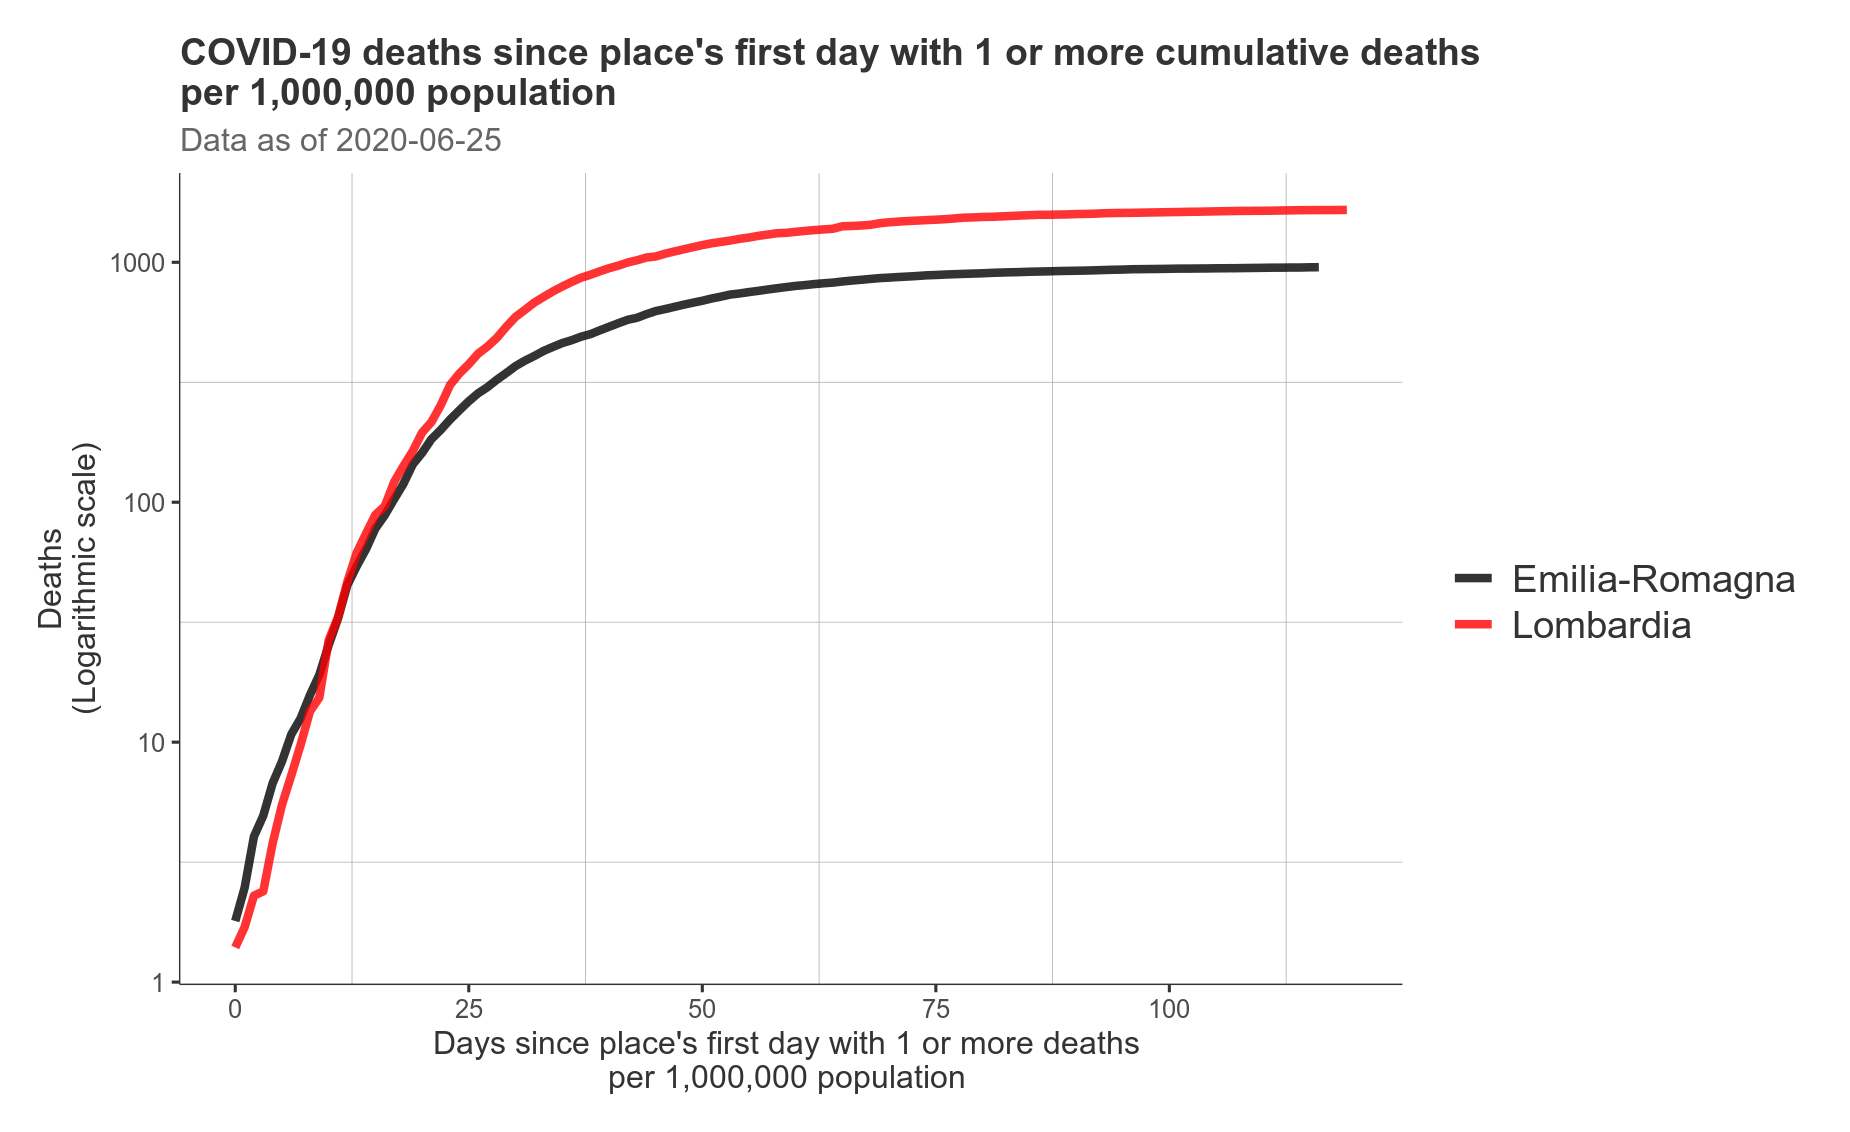 COVID-19 deaths since place's first day with 1 or more cumulative deaths
per 1,000,000 population
Data as of 2020-06-25
Deaths
(Logarithmic scale)
1000
100
10
1
0
25
50
75
100
Days since place's first day with 1 or more deaths
per 1,000,000 population
Emilia-Romagna
Lombardia